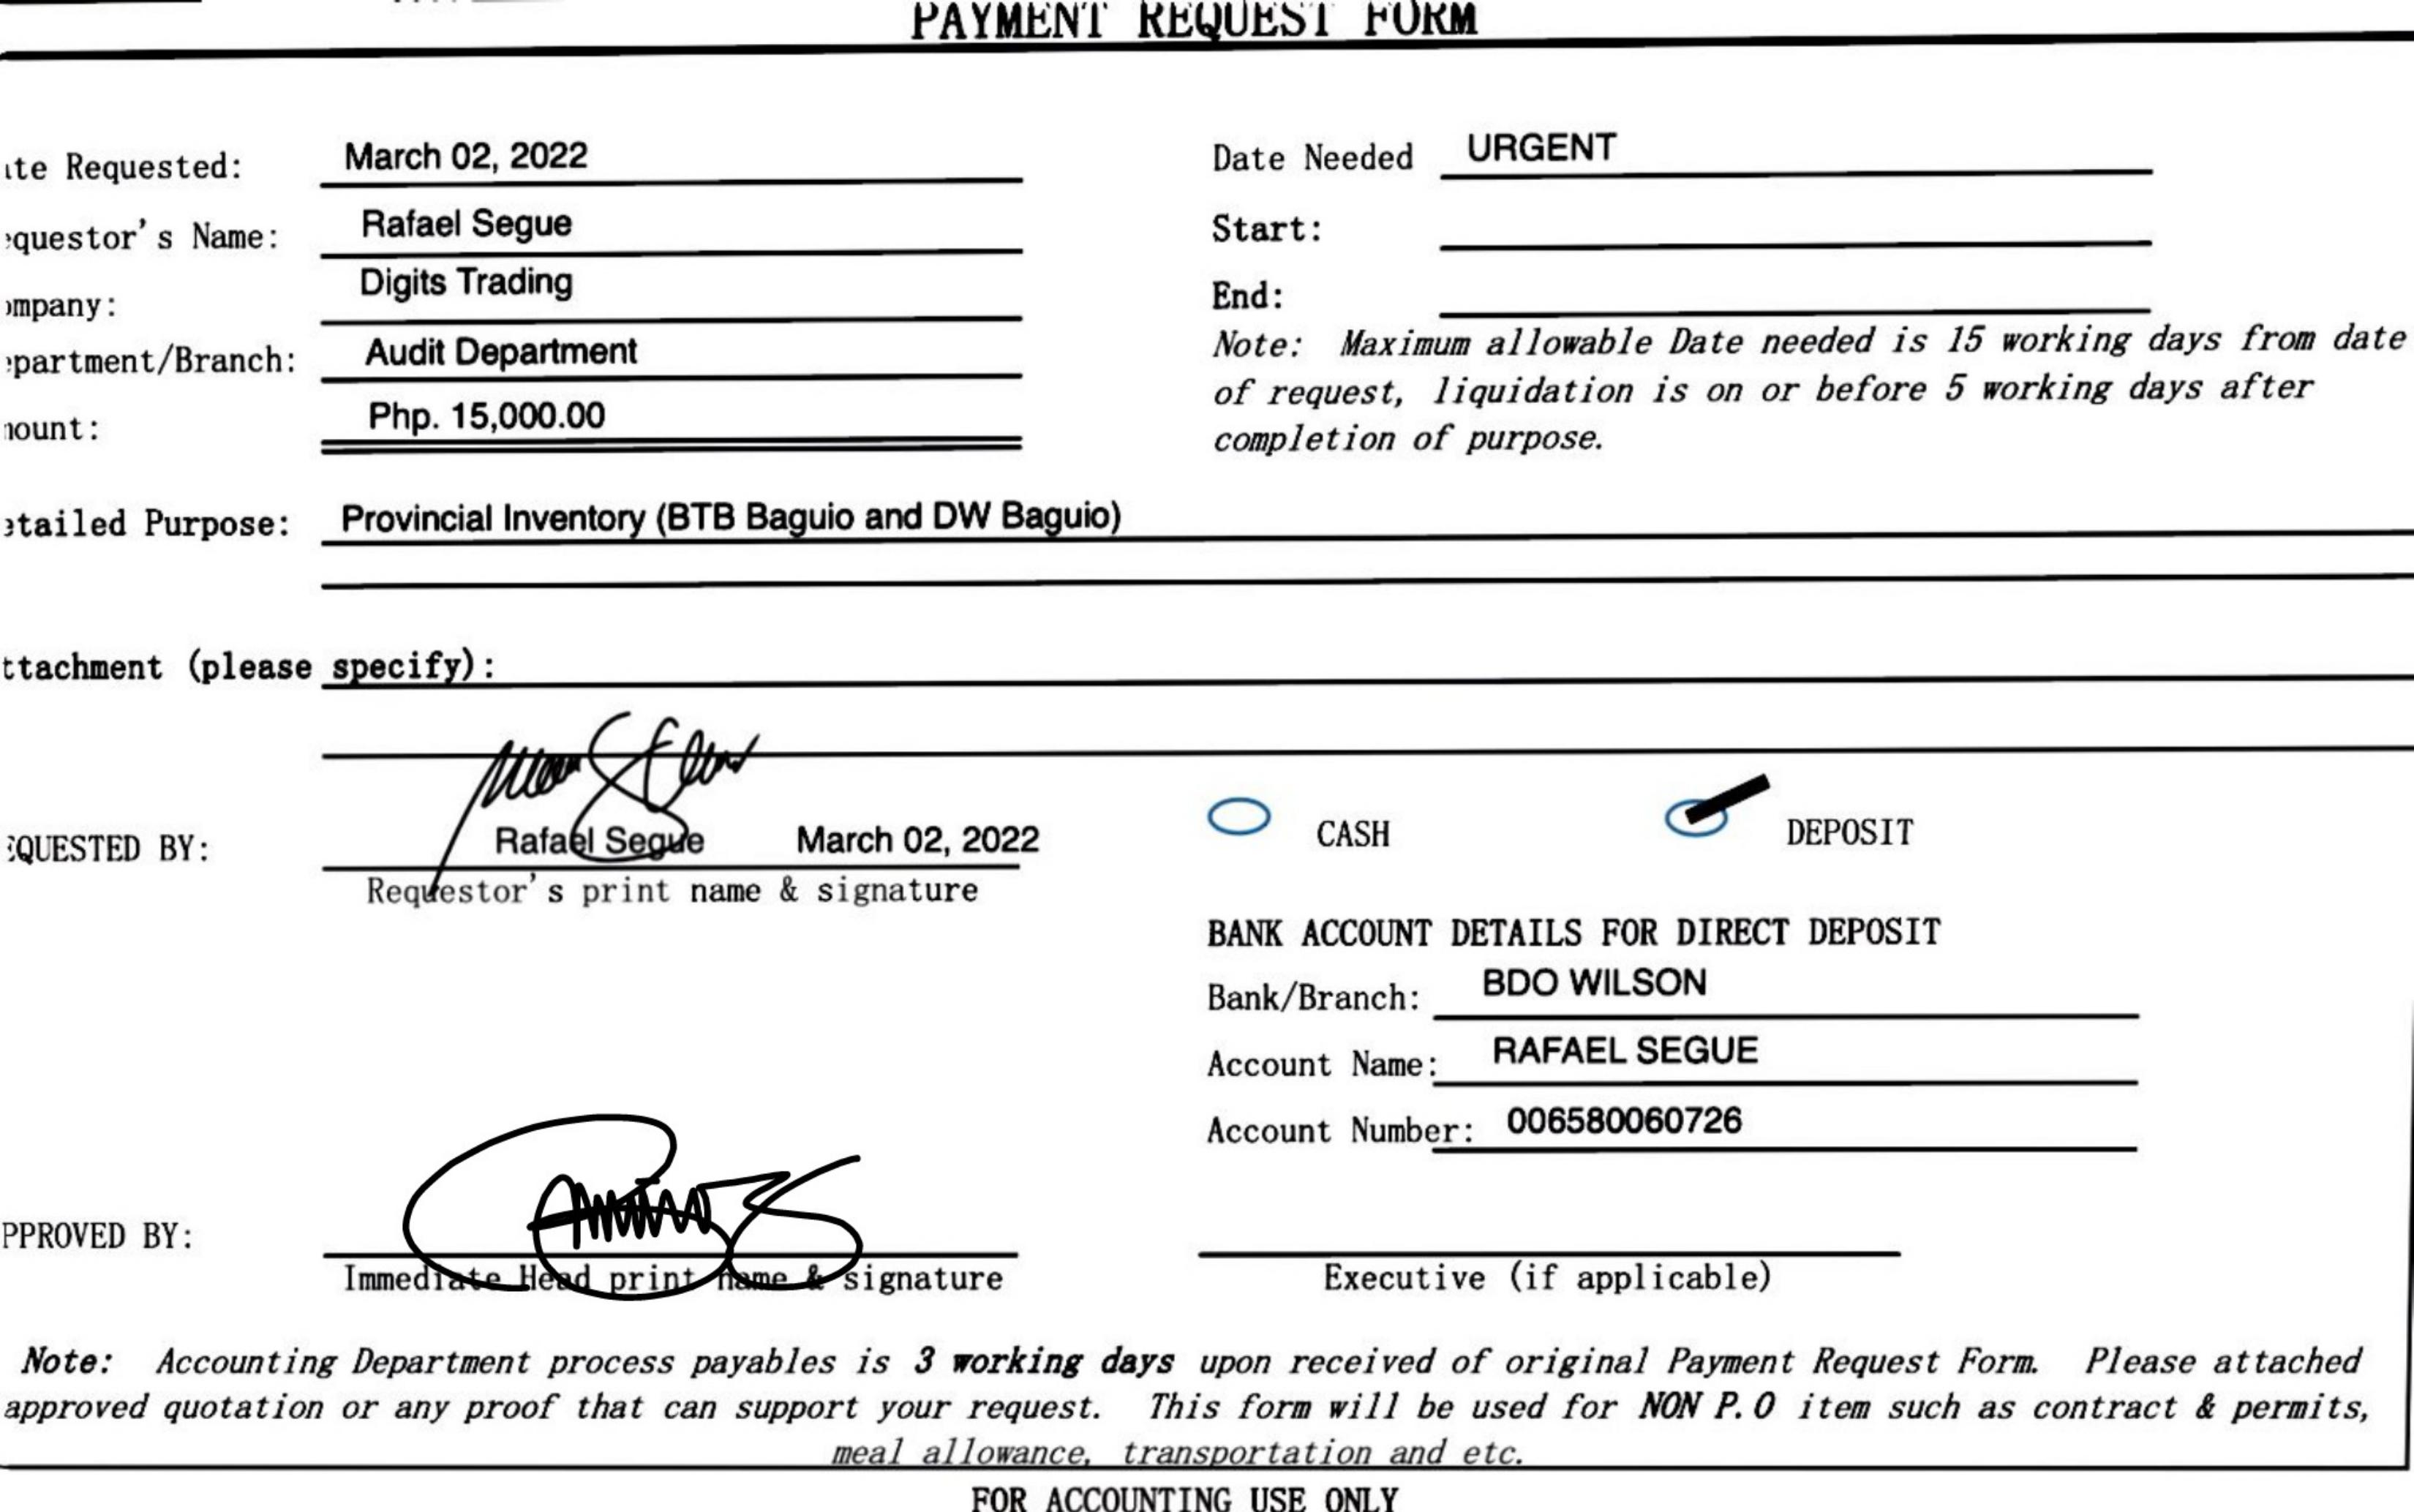 PAYMENT REQUEST FORM
te Requested: March 02, 2022 Date Needed URGENT
questor's Name: Rafael Segue Start:
mpany: Digits Trading End:
partment/Branch: Audit Department Note: Maximum allowable Date needed is 15 working days from date
ount: Php. 15,000.00 of request, liquidation is on or before 5 working days after
completion of purpose.
tailed Purpose: Provincial Inventory (BTB Baguio and DW Baguio)
ttachment (please specify):
CASH DEPOSIT
EQUESTED BY: Rafael Segue March 02, 2022
Requestor's print name & signature
BANK ACCOUNT DETAILS FOR DIRECT DEPOSIT
Bank/Branch: BDO WILSON
Account Name: RAFAEL SEGUE
Account Number: 006580060726
PPROVED BY:
Immediate Head print name & signature Executive (if applicable)
Note: Accounting Department process payables is 3 working days upon received of original Payment Request Form. Please attached
approved quotation or any proof that can support your request. This form will be used for NON P.O item such as contract & permits,
meal allowance, transportation and etc.
FOR ACCOUNTING USE ONLY